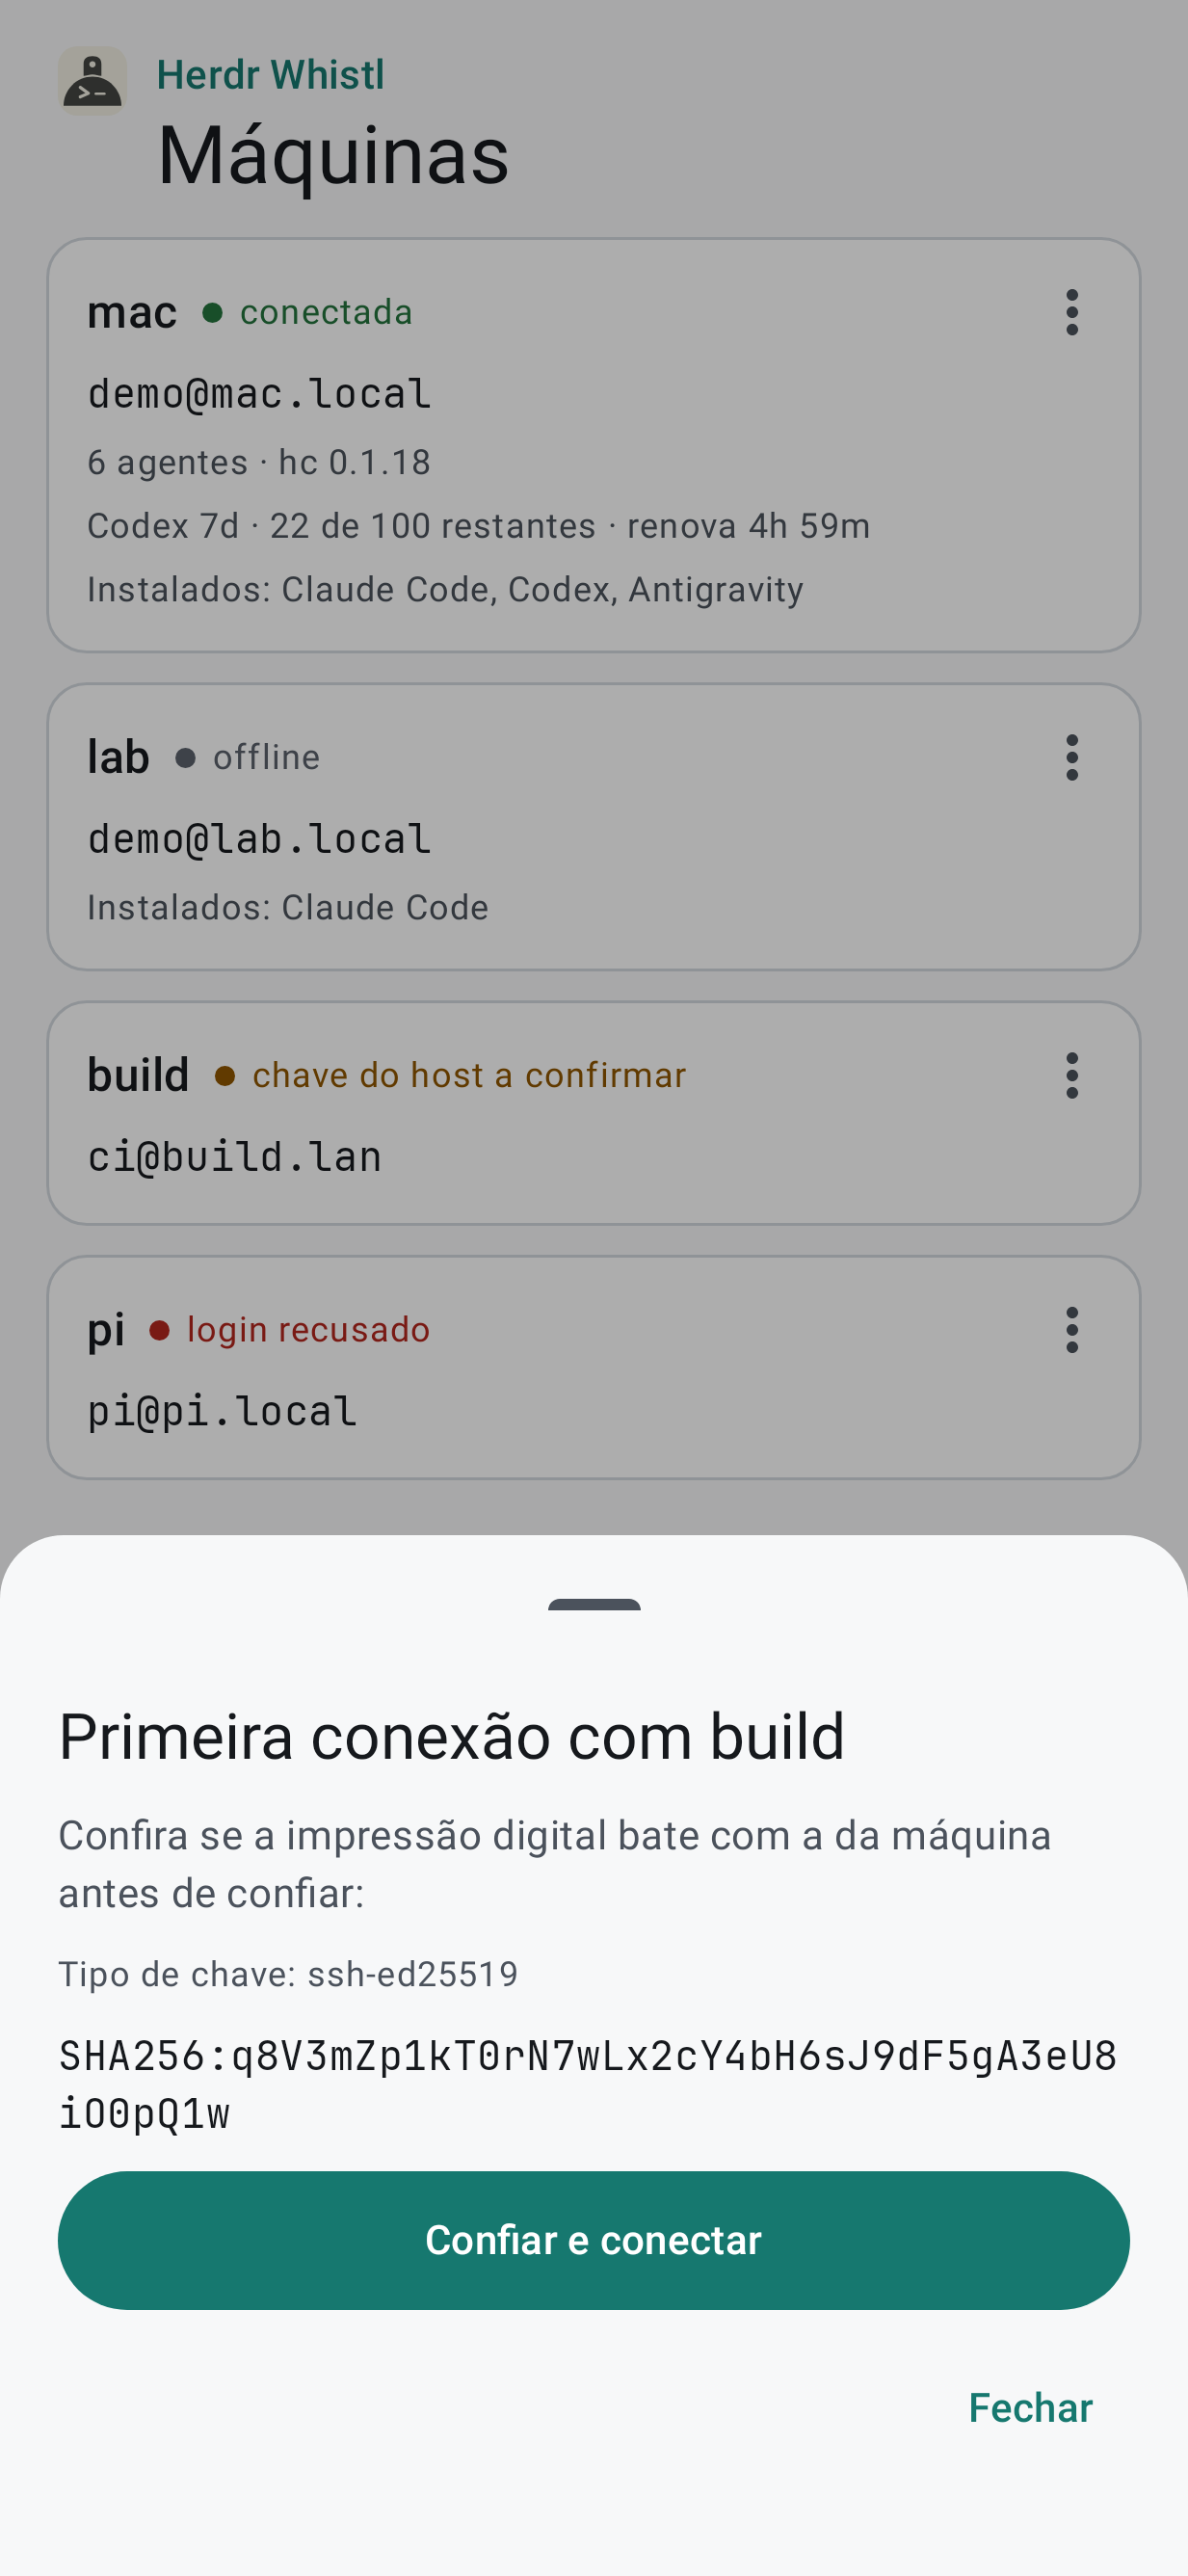 Herdr Whistl
Máquinas
mac ● conectada
demo@mac.local
6 agentes · hc 0.1.18
Codex 7d · 22 de 100 restantes · renova 4h 59m
Instalados: Claude Code, Codex, Antigravity
lab ● offline
demo@lab.local
Instalados: Claude Code
build ● chave do host a confirmar
ci@build.lan
pi ● login recusado
pi@pi.local
Primeira conexão com build
Confira se a impressão digital bate com a da máquina
antes de confiar:
Tipo de chave: ssh-ed25519
SHA256:q8V3mZp1kT0rN7wLx2cY4bH6sJ9dF5gA3eU8
iO0pQ1w
Confiar e conectar
Fechar